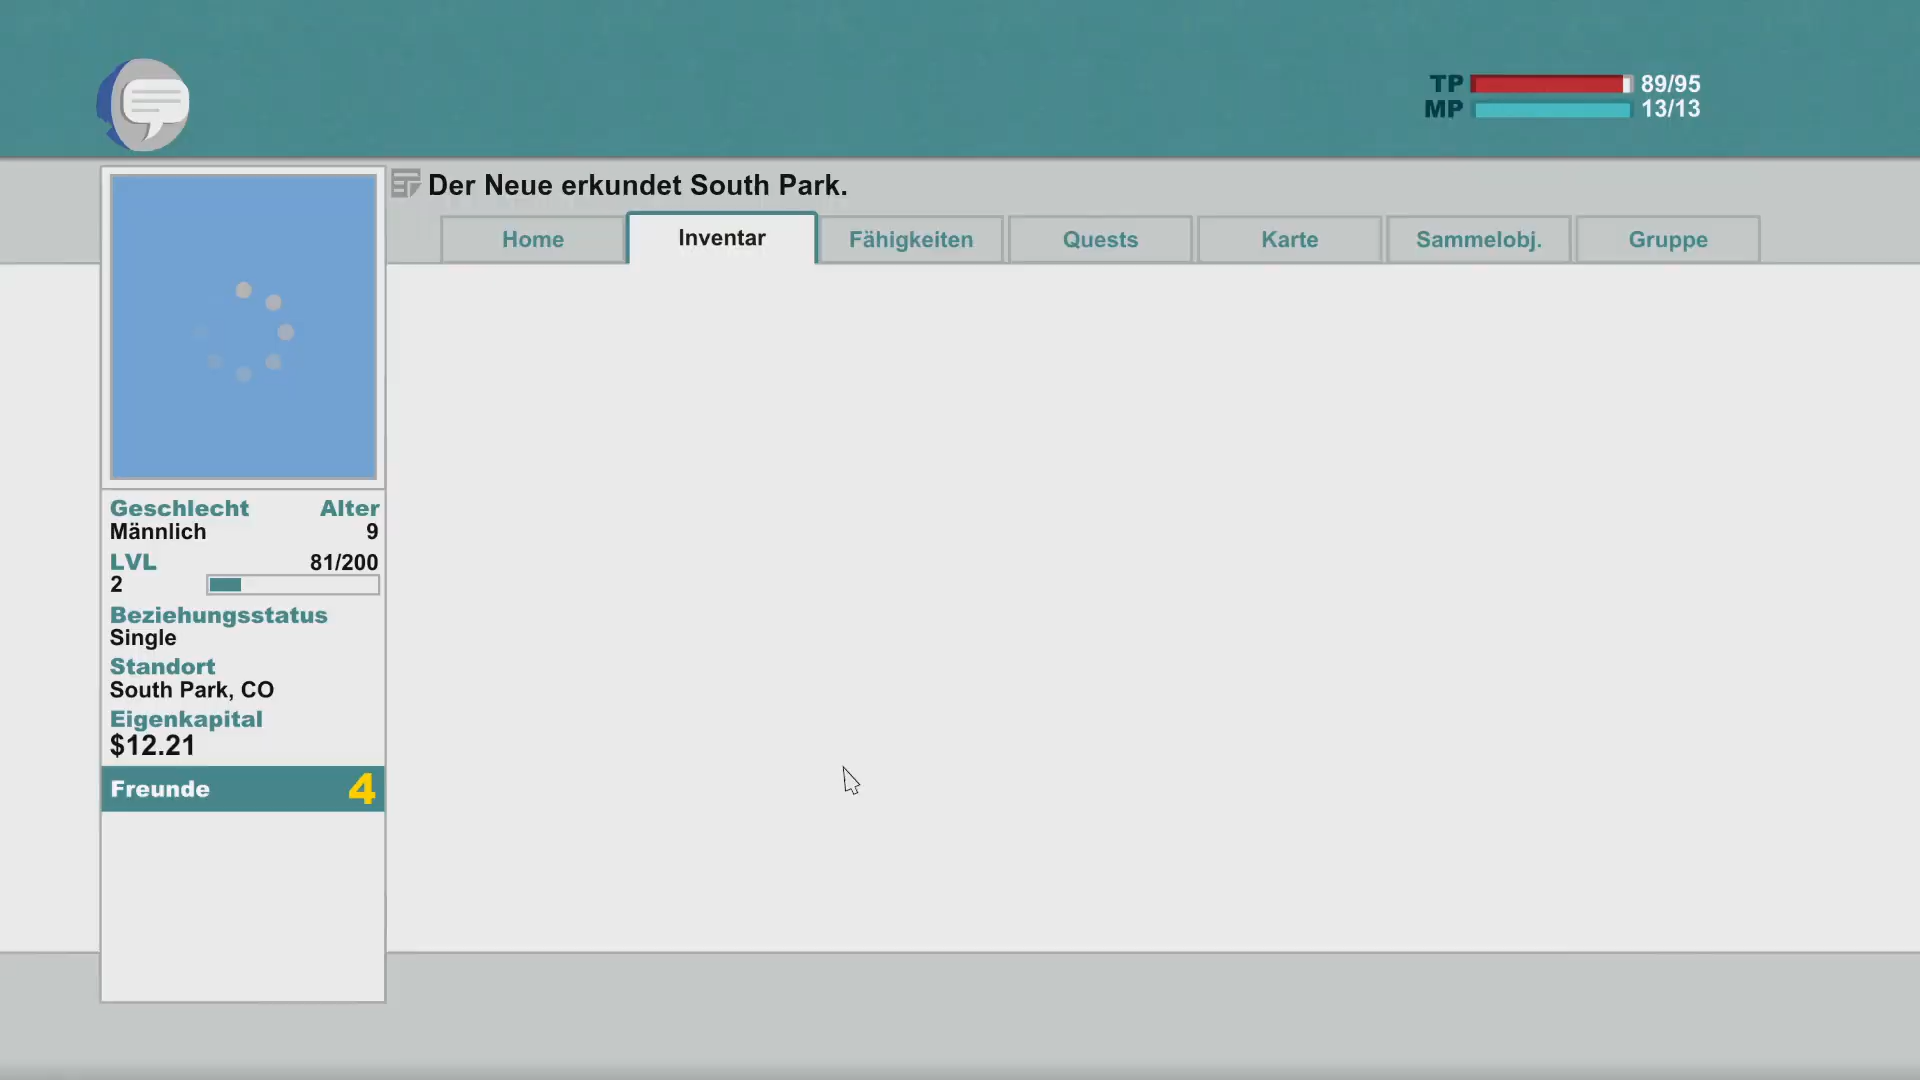 TP 89/95
MP 13/13
Der Neue erkundet South Park.
Home Inventar Fähigkeiten Quests Karte Sammelobj. Gruppe
Geschlecht Alter
Männlich 9
LVL 81/200
2
Beziehungsstatus
Single
Standort
South Park, CO
Eigenkapital
$12.21
Freunde 4